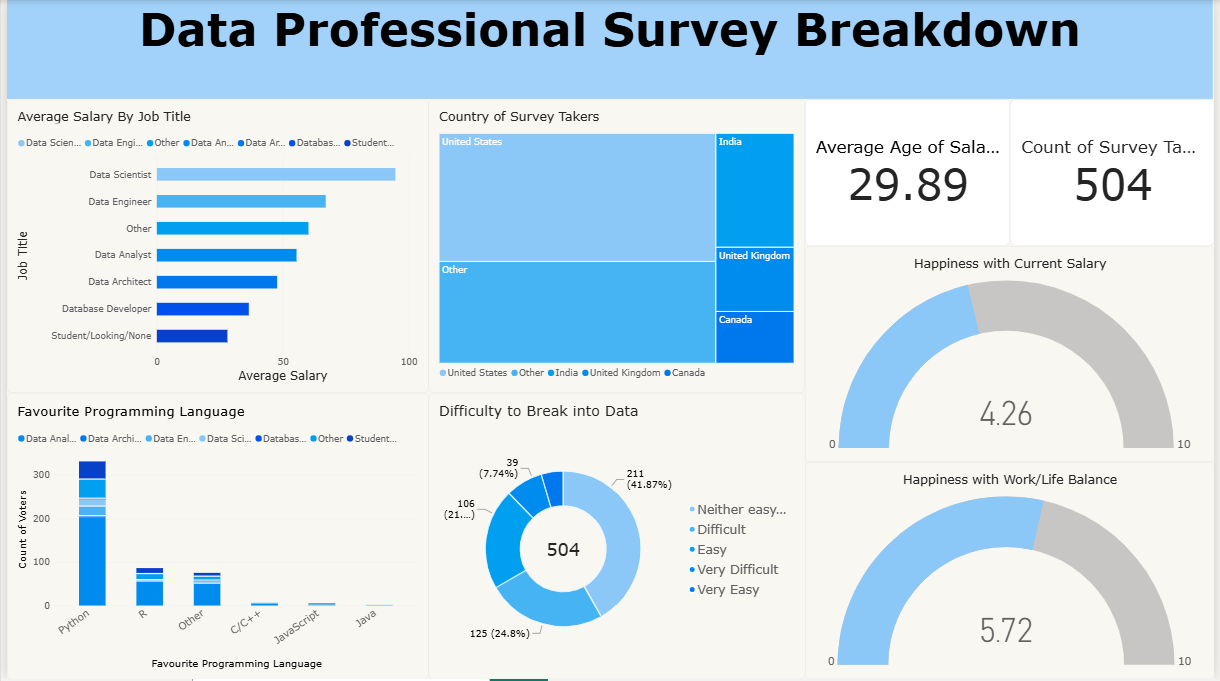 Data Professional Survey Breakdown
Average Salary By Job Title
Data Scien... Data Engi... Other Data An... Data Ar... Databas... Student...
Job Title
Data Scientist
Data Engineer
Other
Data Analyst
Data Architect
Database Developer
Student/Looking/None
0 50 100
Average Salary
Country of Survey Takers
United States
India
Other
United Kingdom
Canada
United States Other India United Kingdom Canada
Average Age of Sala...
29.89
Count of Survey Ta...
504
Happiness with Current Salary
4.26
0 10
Favourite Programming Language
Data Anal... Data Archi... Data En... Data Sci... Databas... Other Student...
Count of Voters
300
200
100
0
Python R Other C/C++ JavaScript Java
Favourite Programming Language
Difficulty to Break into Data
39
(7.74%)
211
(41.87%)
106
(21....)
504
125 (24.8%)
Neither easy...
Difficult
Easy
Very Difficult
Very Easy
Happiness with Work/Life Balance
5.72
0 10